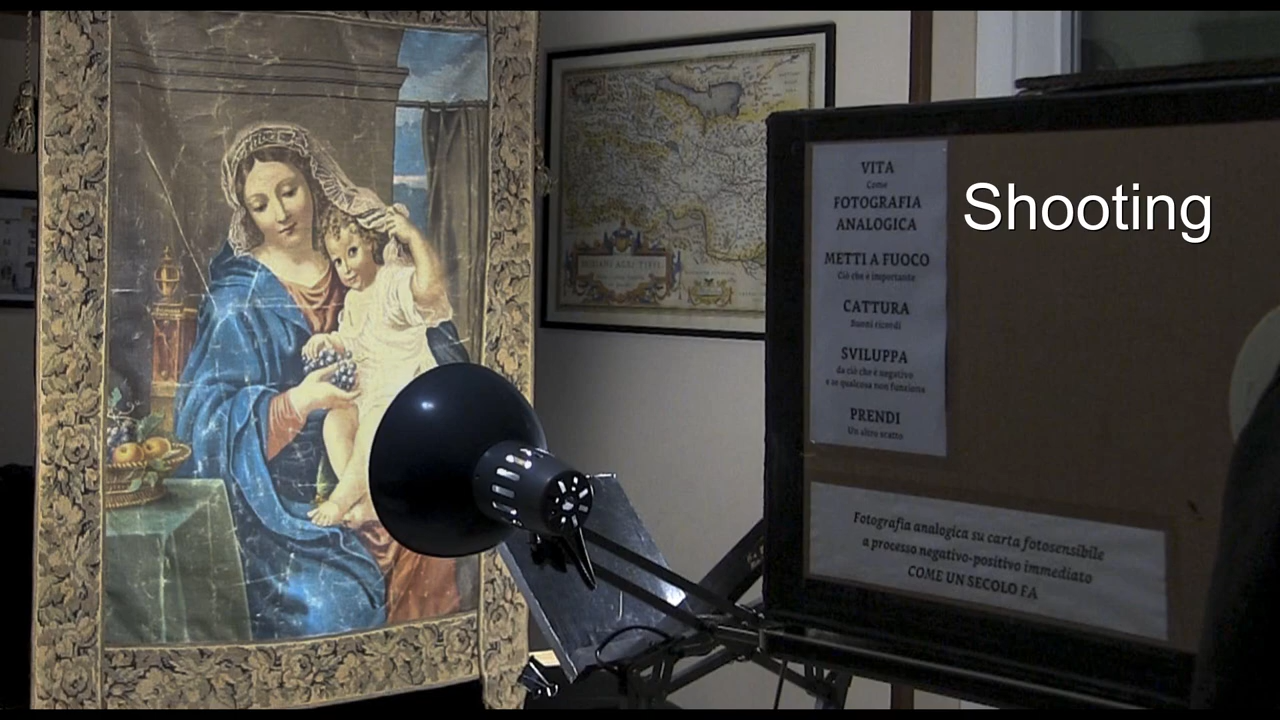 Shooting
VITA
Come
FOTOGRAFIA
ANALOGICA
METTI A FUOCO
Ciò che è importante
CATTURA
Buoni ricordi
SVILUPPA
da ciò che è negativo
e se qualcosa non funziona
PRENDI
Un altro scatto
Fotografia analogica su carta fotosensibile
a processo negativo-positivo immediato
COME UN SECOLO FA